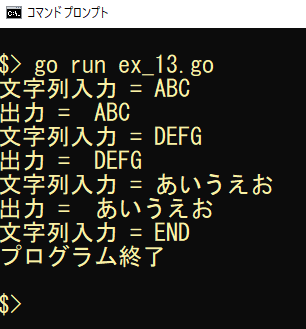 コマンドプロンプト
$> go run ex_13.go
文字列入力 = ABC
出力 =  ABC
文字列入力 = DEFG
出力 =  DEFG
文字列入力 = あいうえお
出力 =  あいうえお
文字列入力 = END
プログラム終了
$>